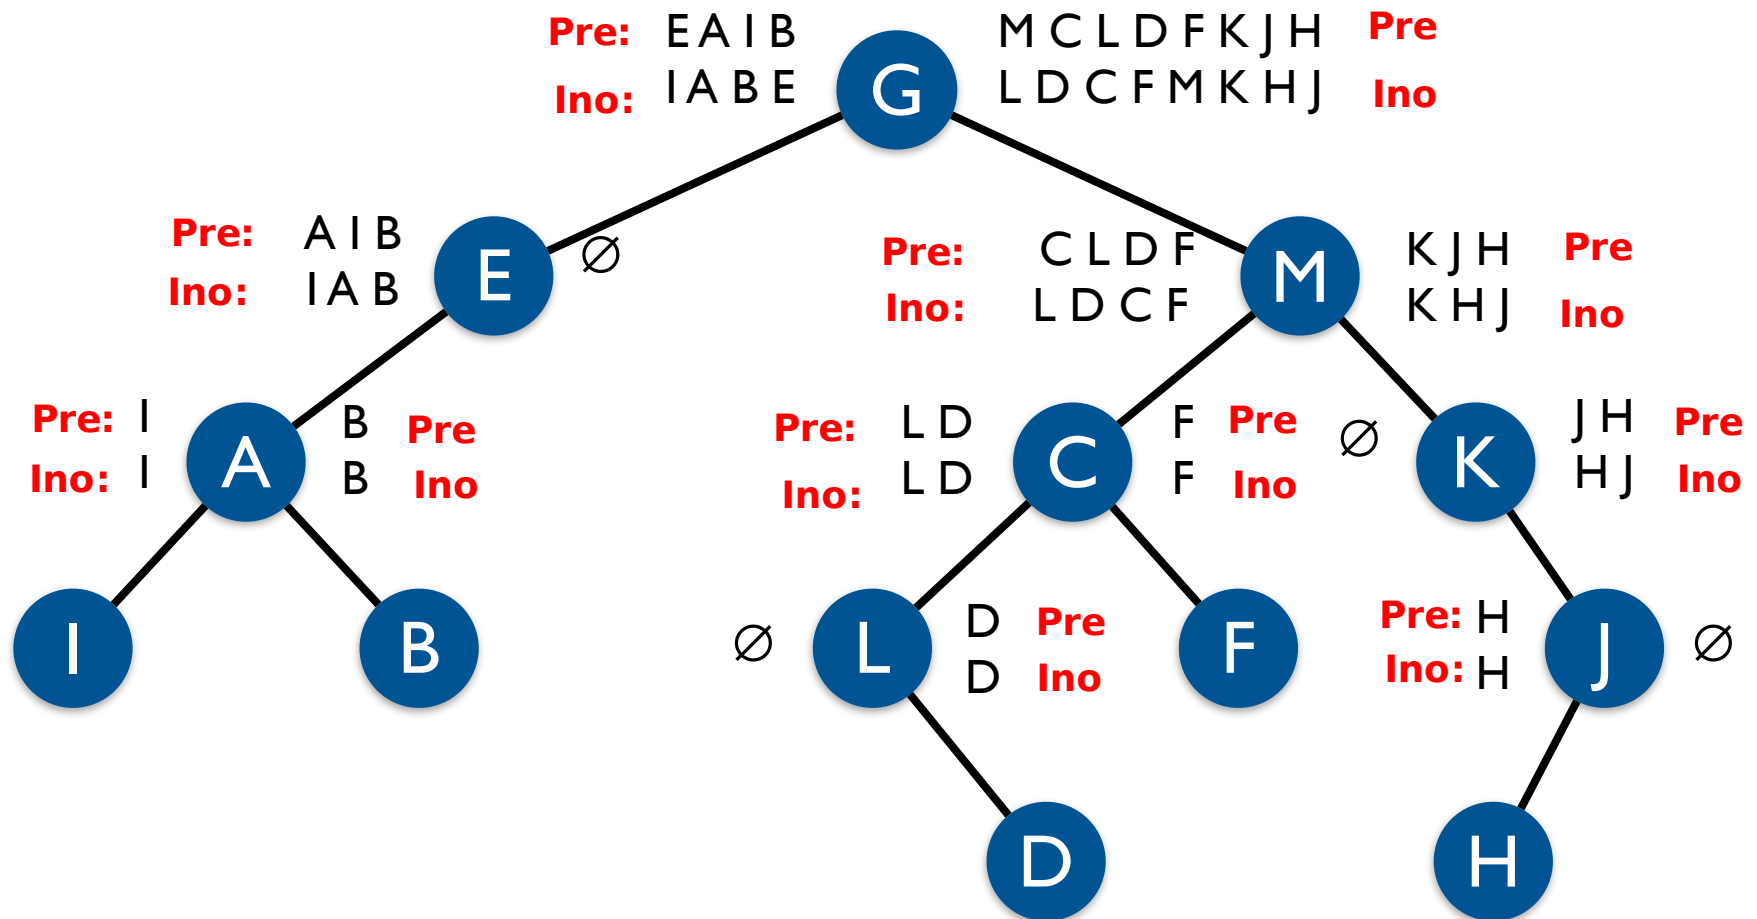 Pre: E A I B G M C L D F K J H Pre
Ino: I A B E L D C F M K H J Ino
Pre: A I B E ∅ Pre: C L D F M K J H Pre
Ino: I A B Ino: L D C F K H J Ino
Pre: I A B Pre Pre: L D C F Pre ∅ K J H Pre
Ino: I B Ino Ino: L D F Ino H J Ino
I B ∅ L D Pre F Pre: H J ∅
D Ino Ino: H
D H